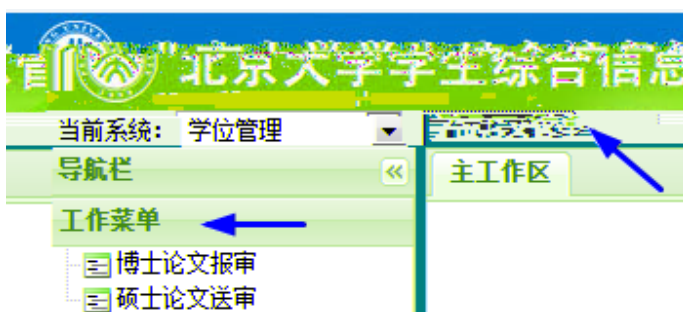 北京大学学生综合信息
当前系统： 学位管理
导航栏
主工作区
工作菜单
博士论文报审
硕士论文送审